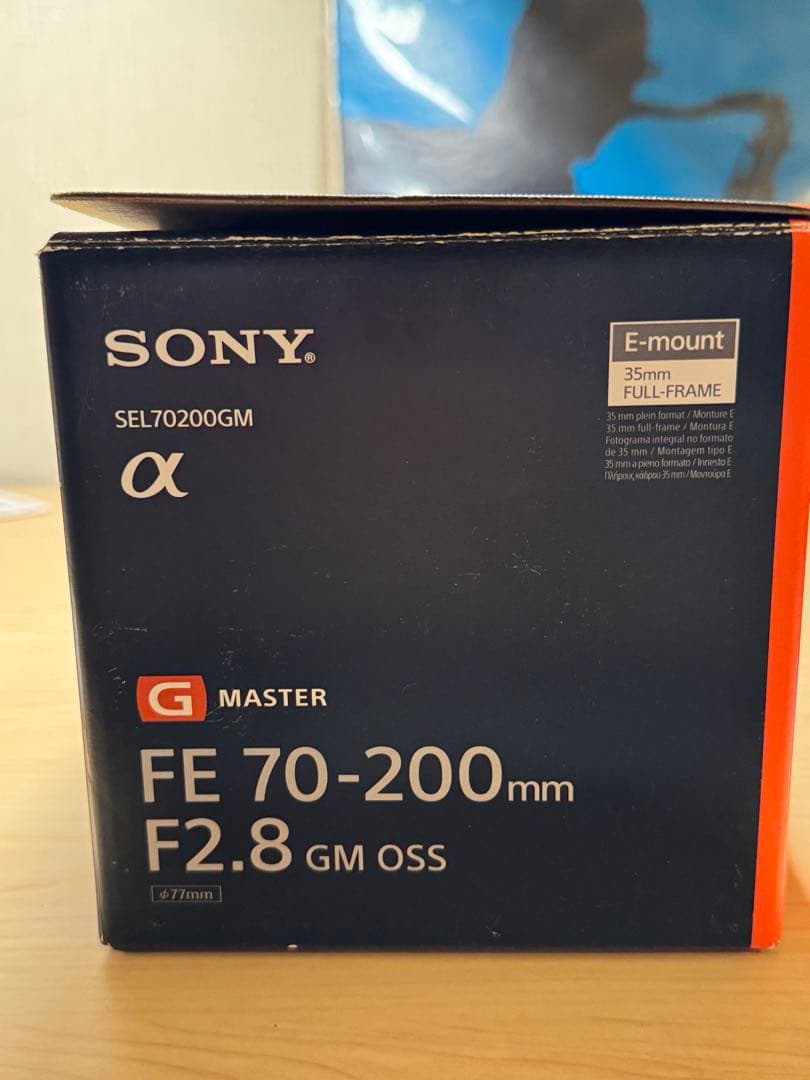 SONY®
SEL70200GM
α
E-mount
35mm
FULL-FRAME
35 mm plein format / Monture E
35 mm full-frame / Montura E
Fotograma integral no formato
de 35 mm / Montagem tipo E
35 mm a pieno formato / Innesto E
Πλήρους κάδρου 35 mm / Μοντούρα E
G MASTER
FE 70-200mm
F2.8 GM OSS
ϕ77mm